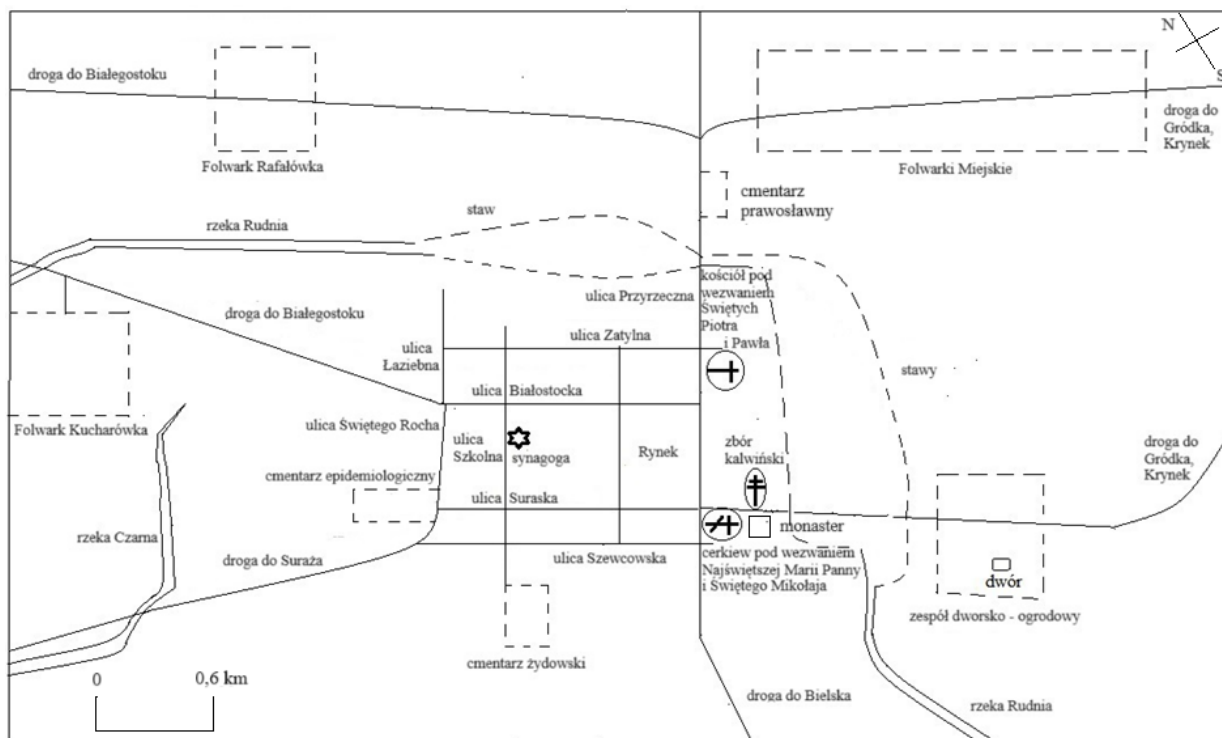 N
S
droga do Białegostoku
droga do
Gródka,
Krynek
Folwark Rafałówka
Folwarki Miejskie
cmentarz
prawosławny
staw
rzeka Rudnia
kościół pod
wezwaniem
Świętych
Piotra
i Pawła
ulica Przyrzeczna
droga do Białegostoku
ulica Zatylna
ulica
Łaziebna
stawy
ulica Białostocka
Folwark Kucharówka
ulica Świętego Rocha
ulica
Szkolna
synagoga
Rynek
zbór
kalwiński
droga do
Gródka,
Krynek
cmentarz epidemiologiczny
ulica Suraska
rzeka Czarna
monaster
droga do Suraża
ulica Szewcowska
cerkiew pod wezwaniem
Najświętszej Marii Panny
i Świętego Mikołaja
dwór
zespół dworsko - ogrodowy
cmentarz żydowski
0 0,6 km
droga do Bielska
rzeka Rudnia